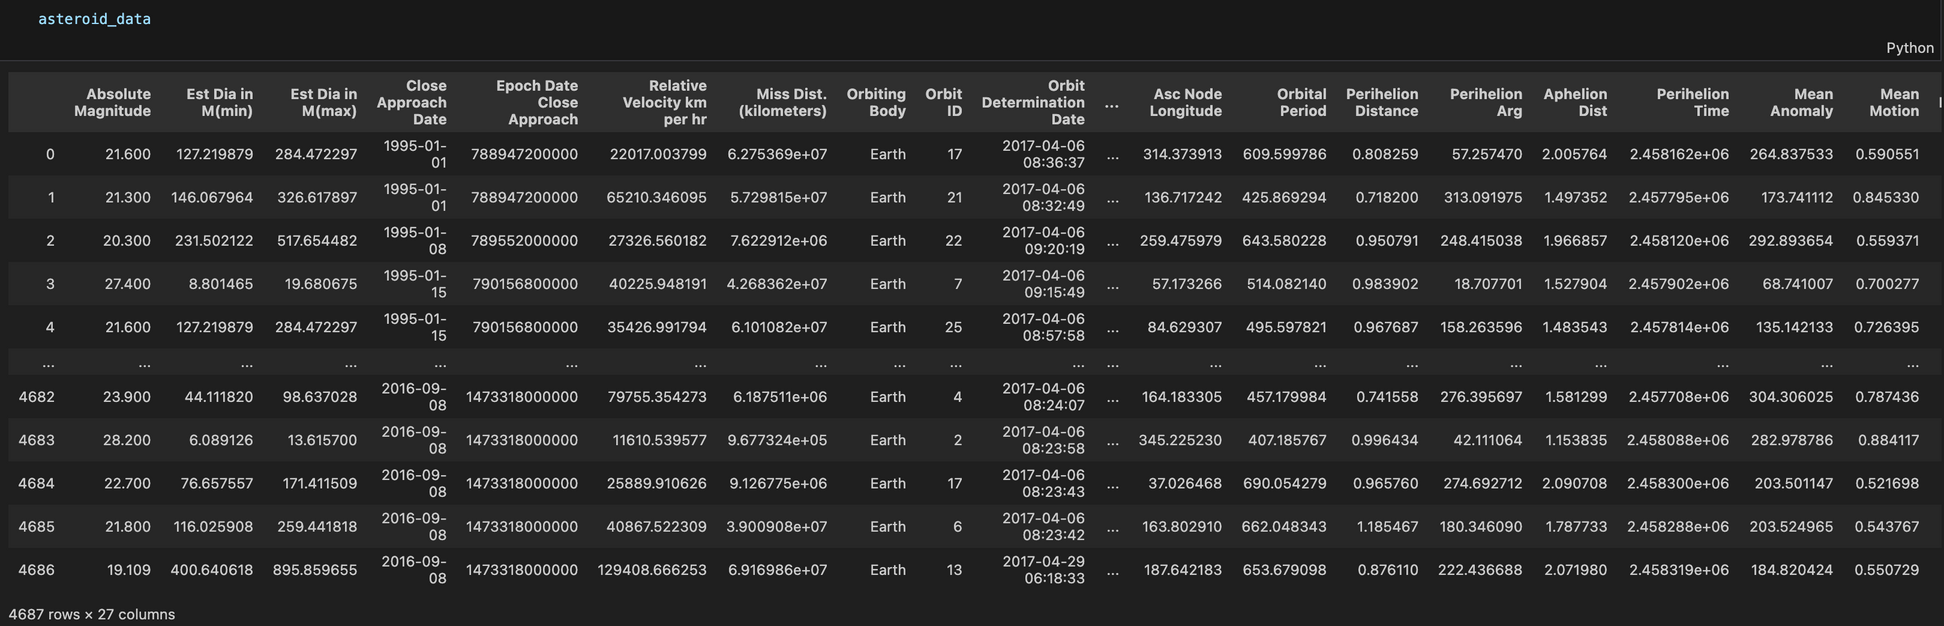 asteroid_data
Python
Absolute Magnitude Est Dia in M(min) Est Dia in M(max) Close Approach Date Epoch Date Close Approach Relative Velocity km per hr Miss Dist. (kilometers) Orbiting Body Orbit ID Orbit Determination Date ... Asc Node Longitude Orbital Period Perihelion Distance Perihelion Arg Aphelion Dist Perihelion Time Mean Anomaly Mean Motion
0 21.600 127.219879 284.472297 1995-01-01 788947200000 22017.003799 6.275369e+07 Earth 17 2017-04-06 08:36:37 ... 314.373913 609.599786 0.808259 57.257470 2.005764 2.458162e+06 264.837533 0.590551
1 21.300 146.067964 326.617897 1995-01-01 788947200000 65210.346095 5.729815e+07 Earth 21 2017-04-06 08:32:49 ... 136.717242 425.869294 0.718200 313.091975 1.497352 2.457795e+06 173.741112 0.845330
2 20.300 231.502122 517.654482 1995-01-08 789552000000 27326.560182 7.622912e+06 Earth 22 2017-04-06 09:20:19 ... 259.475979 643.580228 0.950791 248.415038 1.966857 2.458120e+06 292.893654 0.559371
3 27.400 8.801465 19.680675 1995-01-15 790156800000 40225.948191 4.268362e+07 Earth 7 2017-04-06 09:15:49 ... 57.173266 514.082140 0.983902 18.707701 1.527904 2.457902e+06 68.741007 0.700277
4 21.600 127.219879 284.472297 1995-01-15 790156800000 35426.991794 6.101082e+07 Earth 25 2017-04-06 08:57:58 ... 84.629307 495.597821 0.967687 158.263596 1.483543 2.457814e+06 135.142133 0.726395
... ... ... ... ... ... ... ... ... ... ... ... ... ... ... ... ... ... ... ...
4682 23.900 44.111820 98.637028 2016-09-08 1473318000000 79755.354273 6.187511e+06 Earth 4 2017-04-06 08:24:07 ... 164.183305 457.179984 0.741558 276.395697 1.581299 2.457708e+06 304.306025 0.787436
4683 28.200 6.089126 13.615700 2016-09-08 1473318000000 11610.539577 9.677324e+05 Earth 2 2017-04-06 08:23:58 ... 345.225230 407.185767 0.996434 42.111064 1.153835 2.458088e+06 282.978786 0.884117
4684 22.700 76.657557 171.411509 2016-09-08 1473318000000 25889.910626 9.126775e+06 Earth 17 2017-04-06 08:23:43 ... 37.026468 690.054279 0.965760 274.692712 2.090708 2.458300e+06 203.501147 0.521698
4685 21.800 116.025908 259.441818 2016-09-08 1473318000000 40867.522309 3.900908e+07 Earth 6 2017-04-06 08:23:42 ... 163.802910 662.048343 1.185467 180.346090 1.787733 2.458288e+06 203.524965 0.543767
4686 19.109 400.640618 895.859655 2016-09-08 1473318000000 129408.666253 6.916986e+07 Earth 13 2017-04-29 06:18:33 ... 187.642183 653.679098 0.876110 222.436688 2.071980 2.458319e+06 184.820424 0.550729
4687 rows × 27 columns